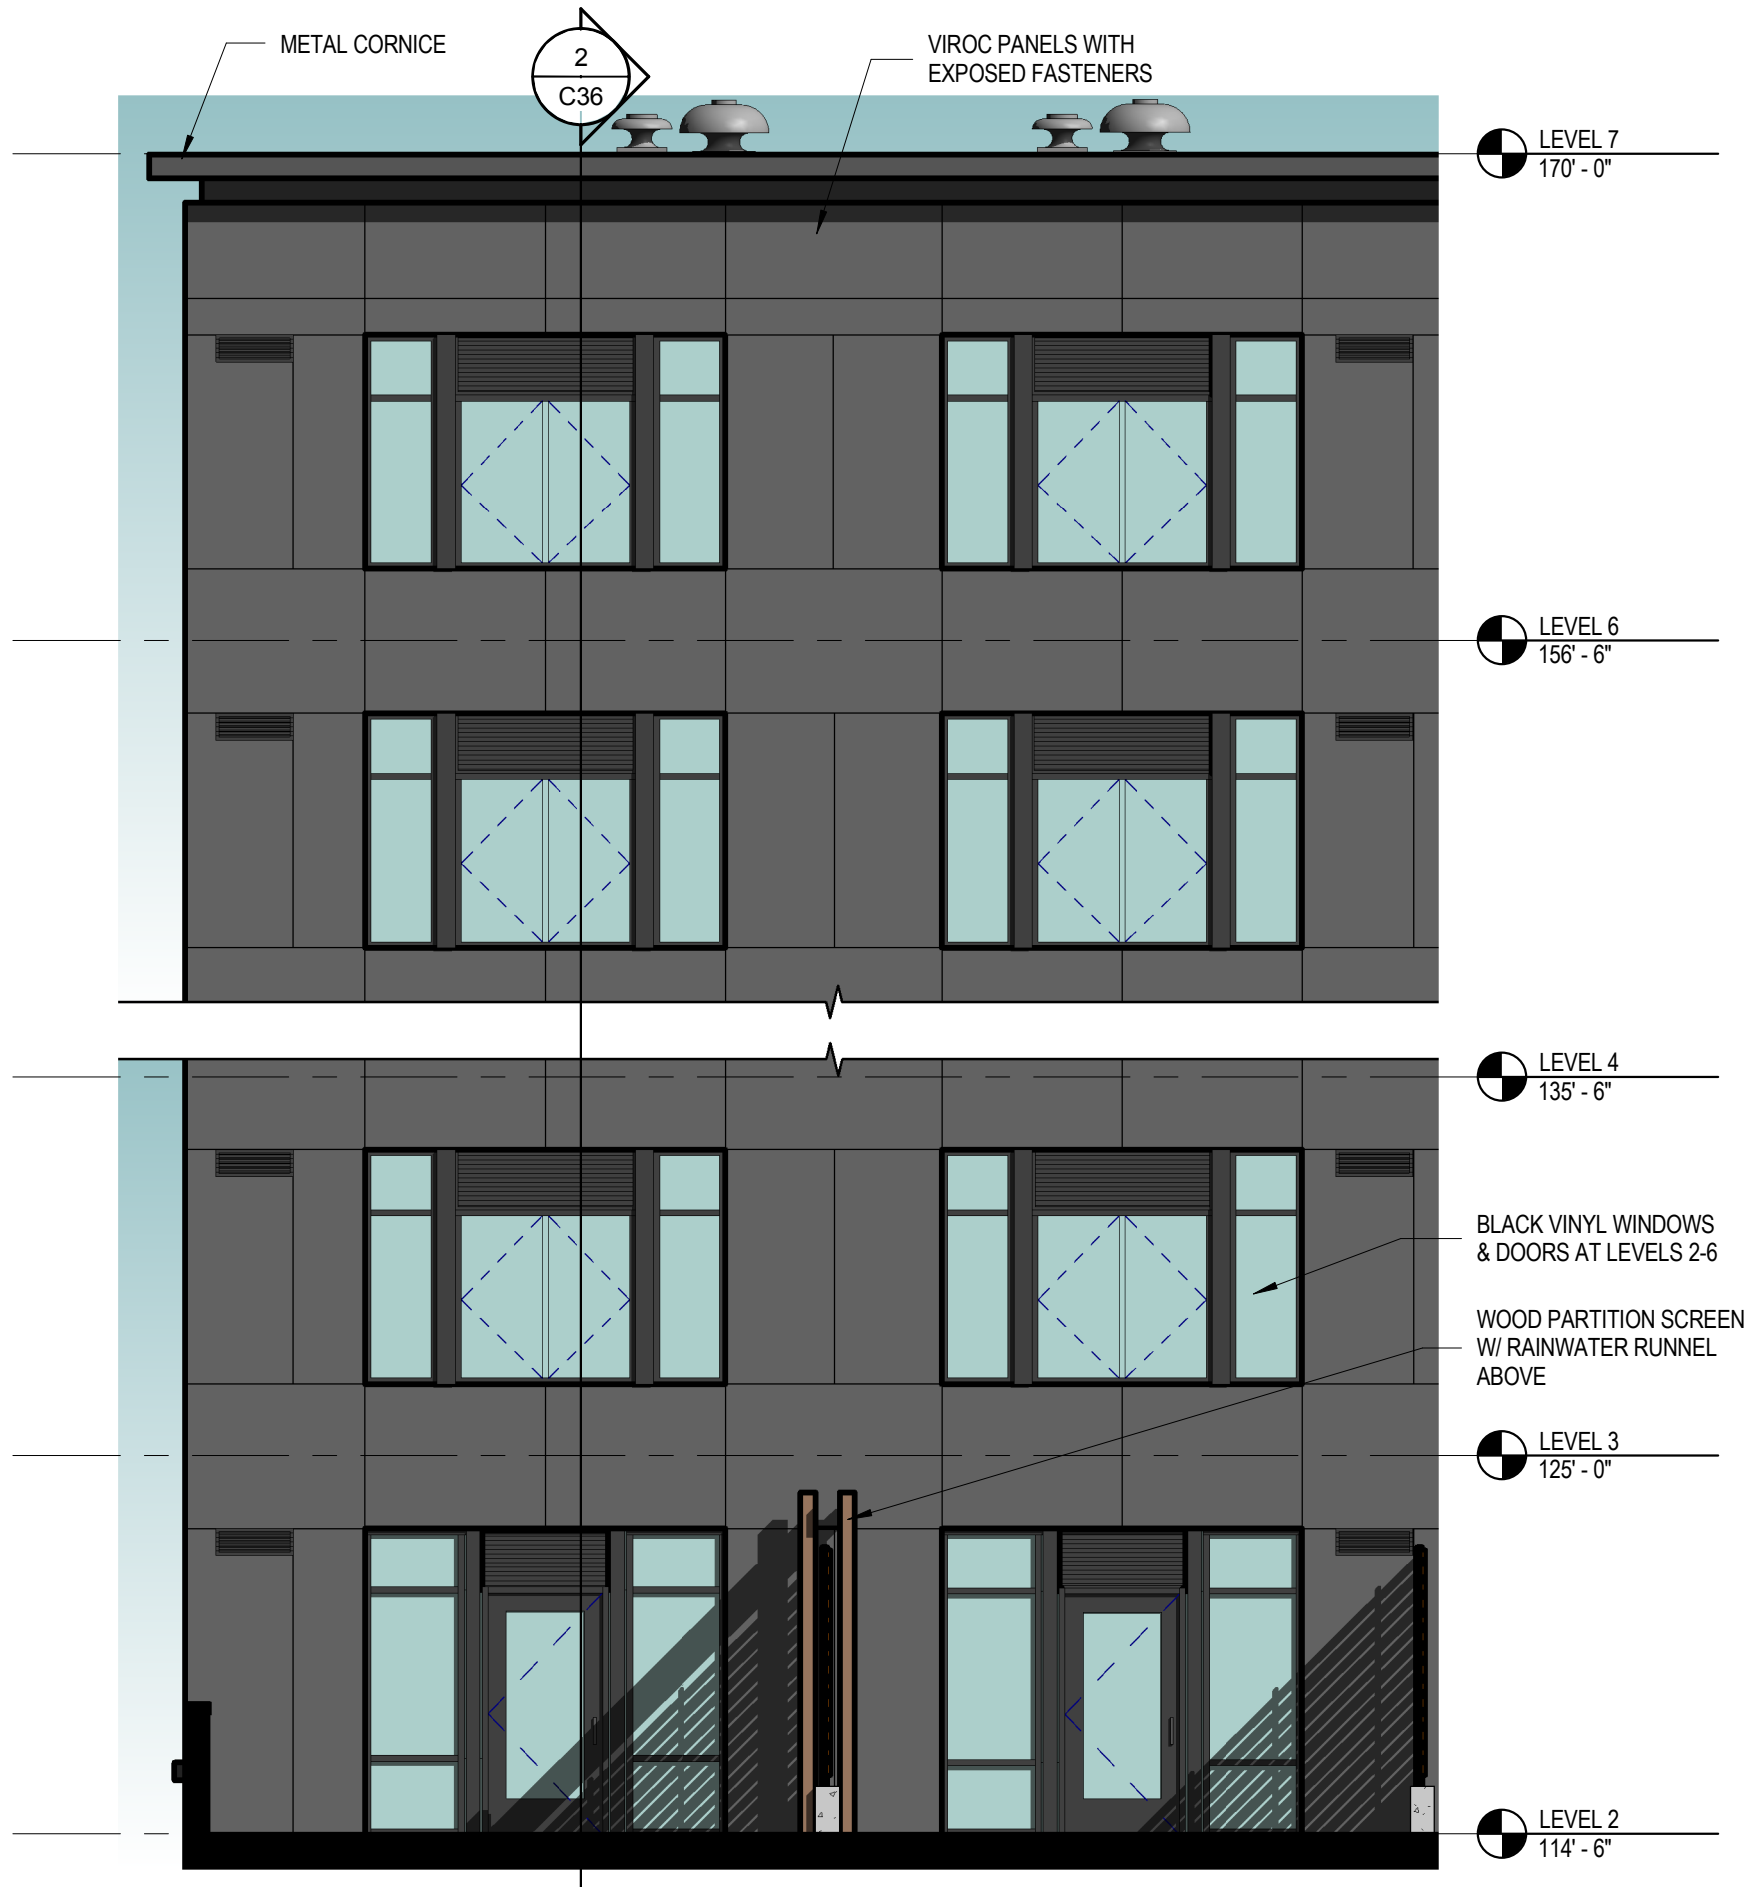 METAL CORNICE
2
C36
VIROC PANELS WITH
EXPOSED FASTENERS
LEVEL 7
170' - 0"
LEVEL 6
156' - 6"
LEVEL 4
135' - 6"
BLACK VINYL WINDOWS
& DOORS AT LEVELS 2-6
WOOD PARTITION SCREEN
W/ RAINWATER RUNNEL
ABOVE
LEVEL 3
125' - 0"
LEVEL 2
114' - 6"